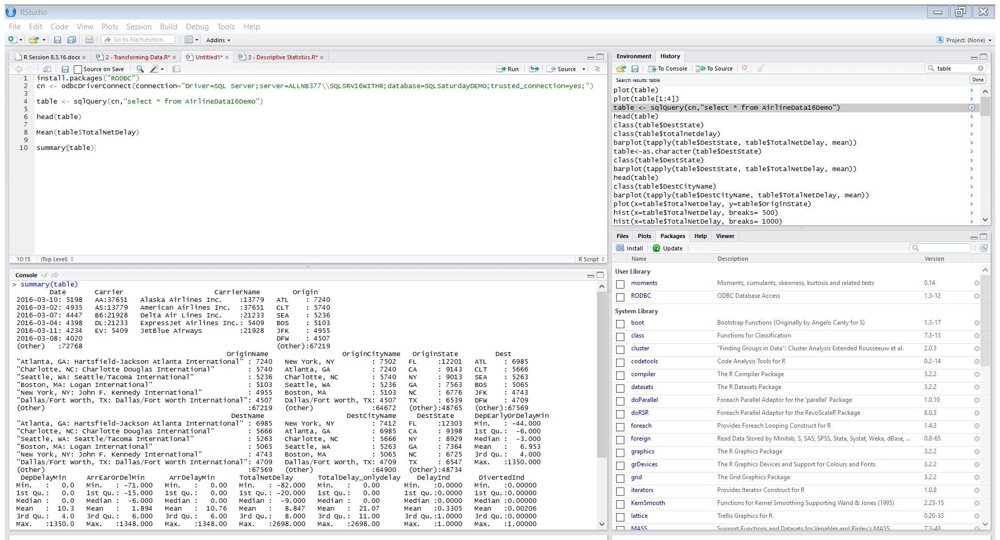 RStudio
File Edit Code View Plots Session Build Debug Tools Help
Go to file/function Addins Project: (None)
R Session 8.3.16.docx 2 - Transforming Data.R* Untitled1* 3 - Descriptive Statistics.R*
Source on Save Run Source
1 install.packages("RODBC")
2 cn <- odbcDriverConnect(connection="Driver=SQL Server;server=ALLNB377\\SQLSRV16WITHR;database=SQLSaturdayDEMO;trusted_connection=yes;")
3
4 table <- sqlQuery(cn,"select * from AirlineData16Demo")
5
6 head(table)
7
8 Mean(table$TotalNetDelay)
9
10 summary(table)
10:15 (Top Level) R Script
Console ~/
> summary(table)
Date Carrier CarrierName Origin
2016-03-10: 5198 AA:37651 Alaska Airlines Inc. :13779 ATL : 7240
2016-03-02: 4935 AS:13779 American Airlines Inc. :37651 CLT : 5740
2016-03-07: 4447 B6:21928 Delta Air Lines Inc. :21233 SEA : 5236
2016-03-04: 4398 DL:21233 ExpressJet Airlines Inc.: 5409 BOS : 5103
2016-03-11: 4234 EV: 5409 JetBlue Airways :21928 JFK : 4955
2016-03-08: 4020 DFW : 4507
(Other) :72768 (Other):67219
OriginName OriginCityName OriginState Dest
"Atlanta, GA: Hartsfield-Jackson Atlanta International" : 7240 New York, NY : 7502 FL :12201 ATL : 6985
"Charlotte, NC: Charlotte Douglas International" : 5740 Atlanta, GA : 7240 CA : 9143 CLT : 5666
"Seattle, WA: Seattle/Tacoma International" : 5236 Charlotte, NC : 5740 NY : 9013 SEA : 5263
"Boston, MA: Logan International" : 5103 Seattle, WA : 5236 GA : 7563 BOS : 5065
"New York, NY: John F. Kennedy International" : 4955 Boston, MA : 5103 NC : 6776 JFK : 4743
"Dallas/Fort Worth, TX: Dallas/Fort Worth International": 4507 Dallas/Fort Worth, TX: 4507 TX : 6539 DFW : 4709
(Other) :67219 (Other) :64672 (Other):48765 (Other):67569
DestName DestCityName DestState DepEarlyOrDelayMin
"Atlanta, GA: Hartsfield-Jackson Atlanta International" : 6985 New York, NY : 7412 FL :12303 Min. : -44.000
"Charlotte, NC: Charlotte Douglas International" : 5666 Atlanta, GA : 6985 CA : 9398 1st Qu.: -6.000
"Seattle, WA: Seattle/Tacoma International" : 5263 Charlotte, NC : 5666 NY : 8929 Median : -3.000
"Boston, MA: Logan International" : 5065 Seattle, WA : 5263 GA : 7364 Mean : 6.953
"New York, NY: John F. Kennedy International" : 4743 Boston, MA : 5065 NC : 6725 3rd Qu.: 4.000
"Dallas/Fort Worth, TX: Dallas/Fort Worth International": 4709 Dallas/Fort Worth, TX: 4709 TX : 6547 Max. :1350.000
(Other) :67569 (Other) :64900 (Other):48734
DepDelayMin ArrEarOrDelMin ArrDelayMin TotalNetDelay TotalDelay_onlydelay DelayInd DivertedInd
Min. : 0.0 Min. : -71.000 Min. : 0.00 Min. : -82.000 Min. : 0.00 Min. :0.0000 Min. :0.00000
1st Qu.: 0.0 1st Qu.: -15.000 1st Qu.: 0.00 1st Qu.: -20.000 1st Qu.: 0.00 1st Qu.:0.0000 1st Qu.:0.00000
Median : 0.0 Median : -6.000 Median : 0.00 Median : -9.000 Median : 0.00 Median :0.0000 Median :0.00000
Mean : 10.3 Mean : 1.894 Mean : 10.76 Mean : 8.847 Mean : 21.07 Mean :0.3305 Mean :0.00206
3rd Qu.: 4.0 3rd Qu.: 6.000 3rd Qu.: 6.00 3rd Qu.: 8.000 3rd Qu.: 11.00 3rd Qu.:1.0000 3rd Qu.:0.00000
Max. :1350.0 Max. :1348.000 Max. :1348.00 Max. :2698.000 Max. :2698.00 Max. :1.0000 Max. :1.00000
Environment History
To Console To Source table
Search results: table Done
plot(table)
plot(table[1:4])
table <- sqlQuery(cn,"select * from AirlineData16Demo")
head(table)
class(table$DestState)
class(table$totalnetdelay)
barplot(tapply(table$DestState, table$TotalNetDelay, mean))
table<-as.character(table$DestState)
class(table$DestState)
barplot(tapply(table$DestState, table$TotalNetDelay, mean))
head(table)
class(table$DestCityName)
barplot(tapply(table$DestCityName, table$TotalNetDelay, mean))
plot(x=table$TotalNetDelay, y=table$OriginState)
hist(x=table$TotalNetDelay, breaks= 500)
hist(x=table$TotalNetDelay, breaks= 1000)
Files Plots Packages Help Viewer
Install Update
Name Description Version
User Library
moments Moments, cumulants, skewness, kurtosis and related tests 0.14
RODBC ODBC Database Access 1.3-12
System Library
boot Bootstrap Functions (Originally by Angelo Canty for S) 1.3-17
class Functions for Classification 7.3-13
cluster "Finding Groups in Data": Cluster Analysis Extended Rousseeuw et al. 2.0.3
codetools Code Analysis Tools for R 0.2-14
compiler The R Compiler Package 3.2.2
datasets The R Datasets Package 3.2.2
doParallel Foreach Parallel Adaptor for the 'parallel' Package 1.0.10
doRSR Foreach Parallel Adaptor for the RevoScaleR Package 8.0.3
foreach Provides Foreach Looping Construct for R 1.4.3
foreign Read Data Stored by Minitab, S, SAS, SPSS, Stata, Systat, Weka, dBase, ... 0.8-65
graphics The R Graphics Package 3.2.2
grDevices The R Graphics Devices and Support for Colours and Fonts 3.2.2
grid The Grid Graphics Package 3.2.2
iterators Provides Iterator Construct for R 1.0.8
KernSmooth Functions for Kernel Smoothing Supporting Wand & Jones (1995) 2.23-15
lattice Trellis Graphics for R 0.20-33
MASS Support Functions and Datasets for Venables and Ripley's MASS 7.3-43